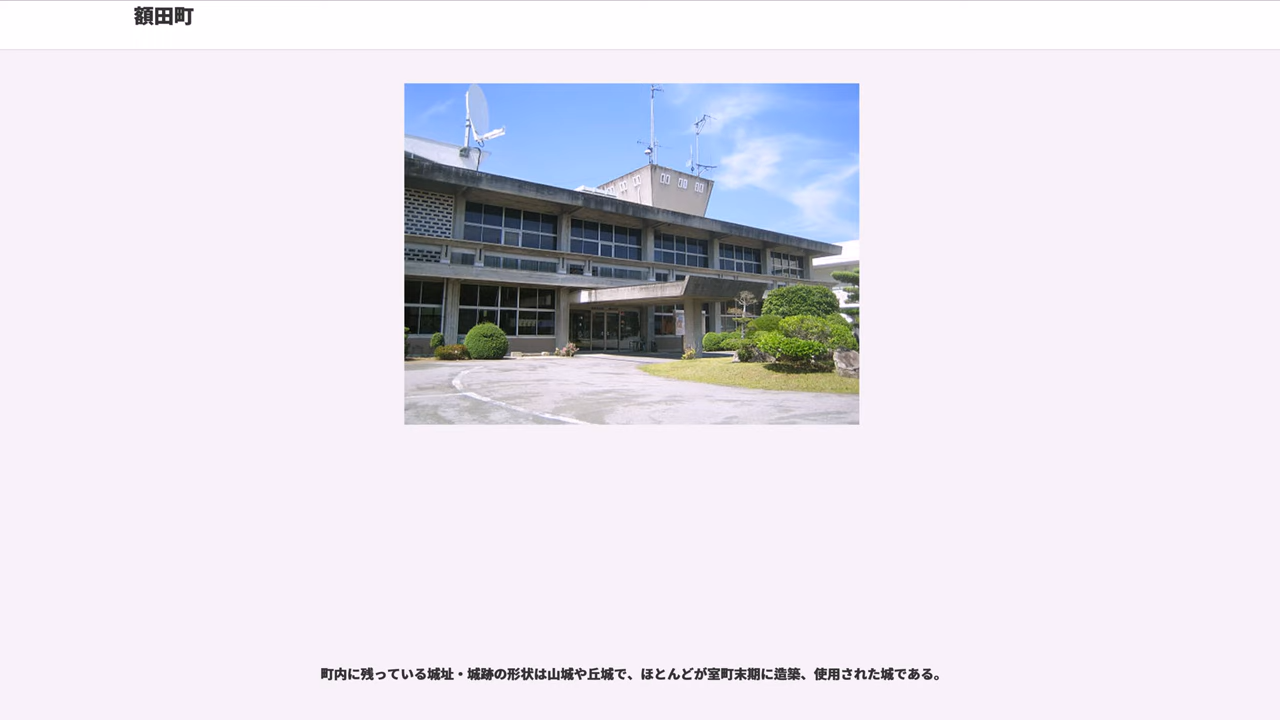 額田町
町内に残っている城址・城跡の形状は山城や丘城で、ほとんどが室町末期に造築、使用された城である。